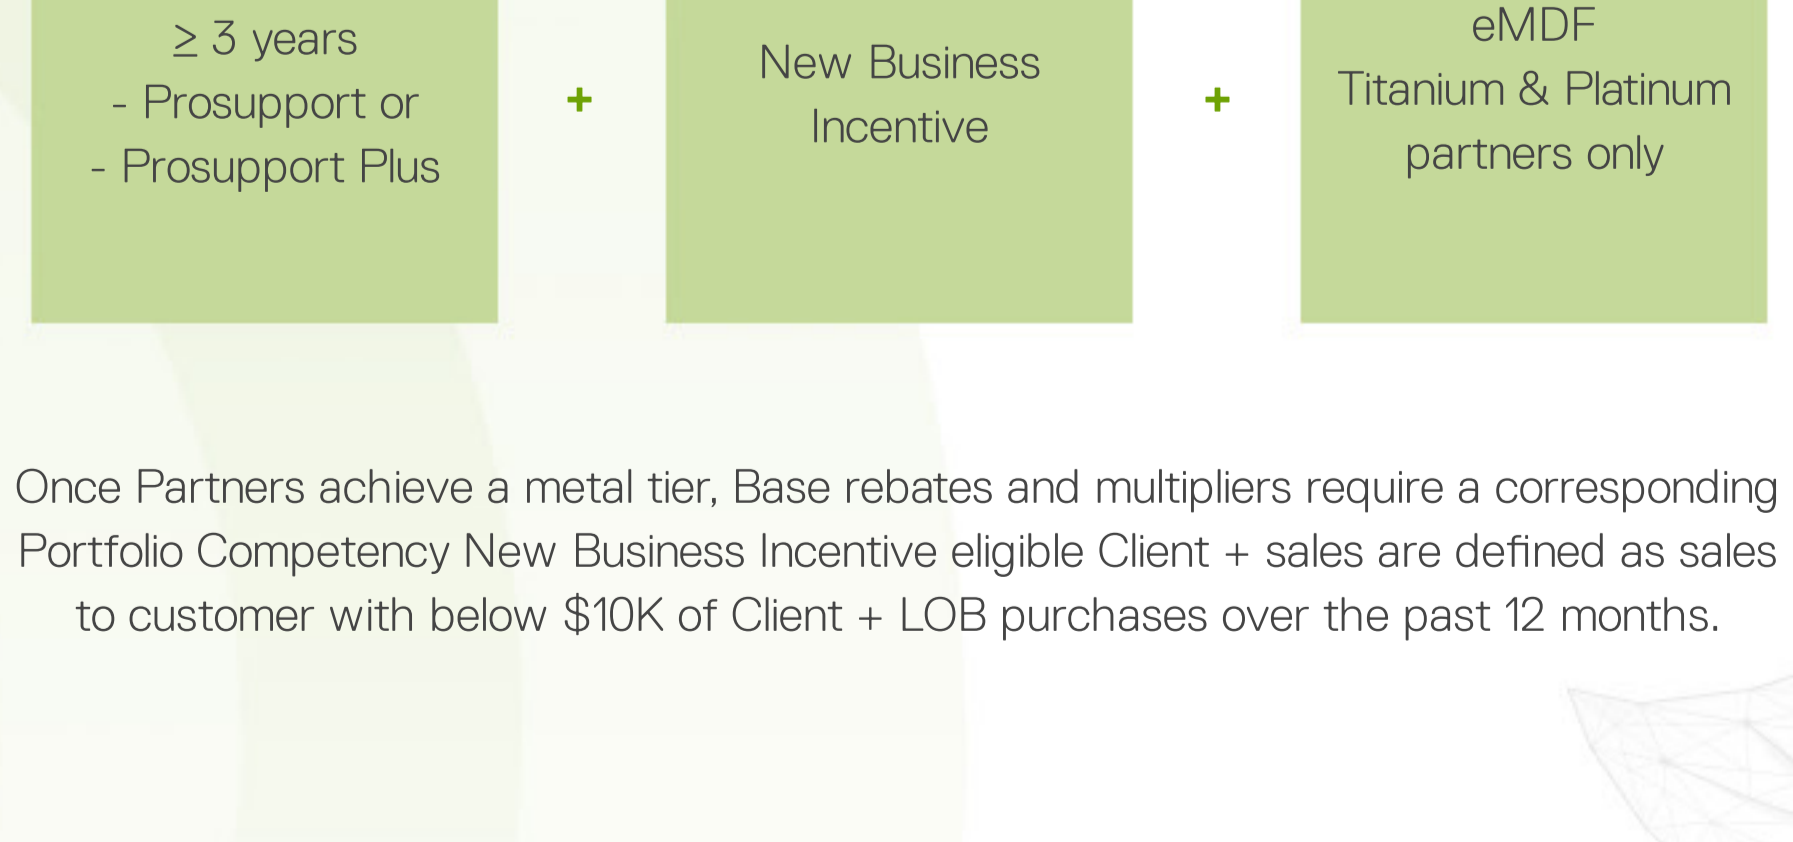 ≥ 3 years
- Prosupport or
- Prosupport Plus
+
New Business
Incentive
+
eMDF
Titanium & Platinum
partners only
Once Partners achieve a metal tier, Base rebates and multipliers require a corresponding
Portfolio Competency New Business Incentive eligible Client + sales are defined as sales
to customer with below $10K of Client + LOB purchases over the past 12 months.